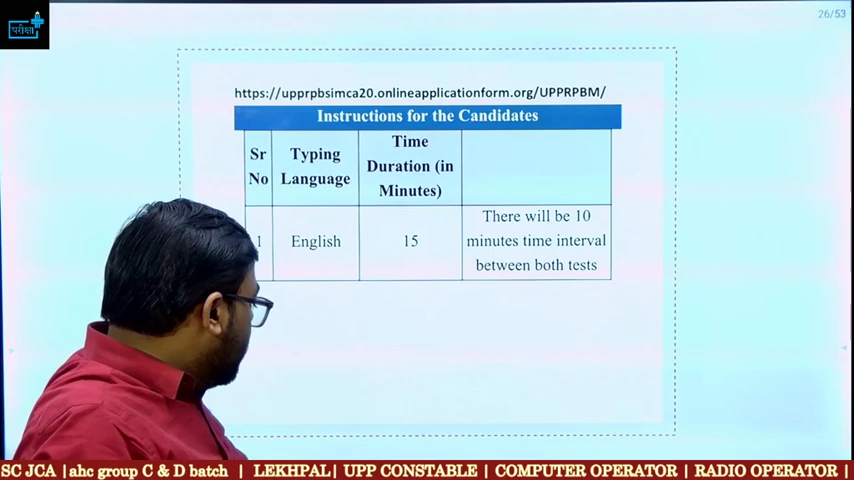 परीक्षा
26/53
https://upprpbsimca20.onlineapplicationform.org/UPPRPBM/
Instructions for the Candidates
Sr No
Typing Language
Time Duration (in Minutes)
1
English
15
There will be 10
minutes time interval
between both tests
SC JCA |ahc group C & D batch | LEKHPAL| UPP CONSTABLE | COMPUTER OPERATOR | RADIO OPERATOR |